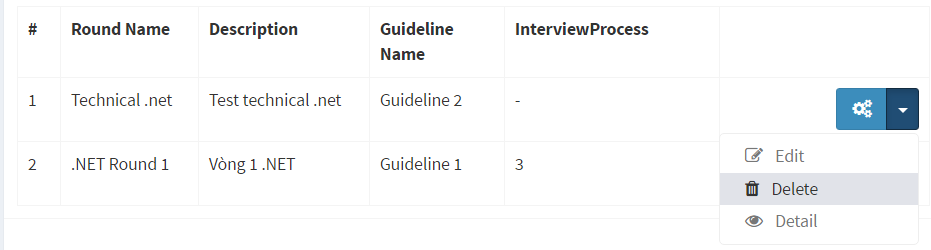 # Round Name Description Guideline Name InterviewProcess
1 Technical .net Test technical .net Guideline 2 -
2 .NET Round 1 Vòng 1 .NET Guideline 1 3
Edit
Delete
Detail